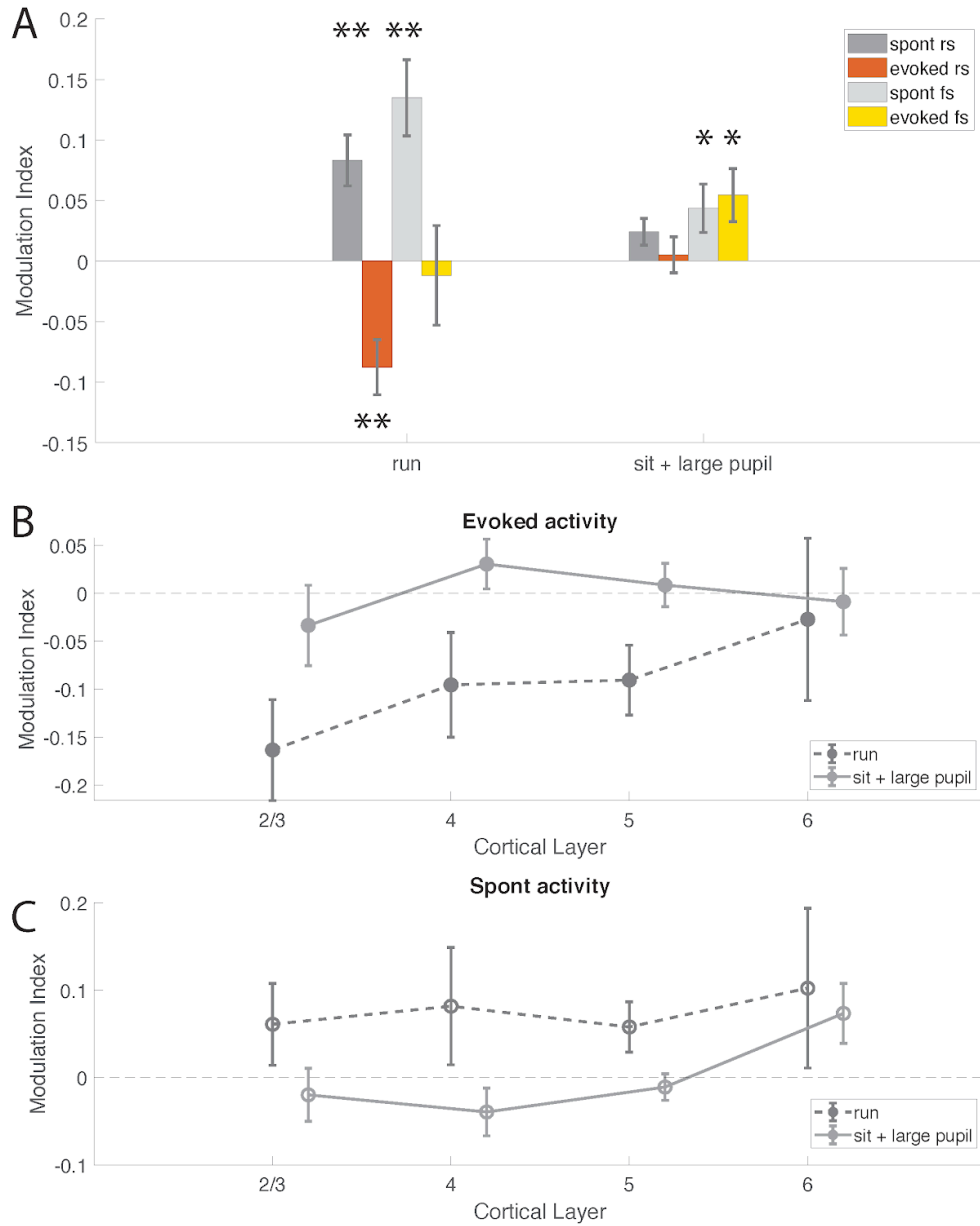 A
0.2
0.15
0.1
0.05
0
-0.05
-0.1
-0.15
Modulation Index
** **
**
* *
spont rs
evoked rs
spont fs
evoked fs
run
sit + large pupil
B
Evoked activity
0.05
0
-0.05
-0.1
-0.15
-0.2
Modulation Index
run
sit + large pupil
2/3 4 5 6
Cortical Layer
C
Spont activity
0.2
0.1
0
-0.1
Modulation Index
run
sit + large pupil
2/3 4 5 6
Cortical Layer